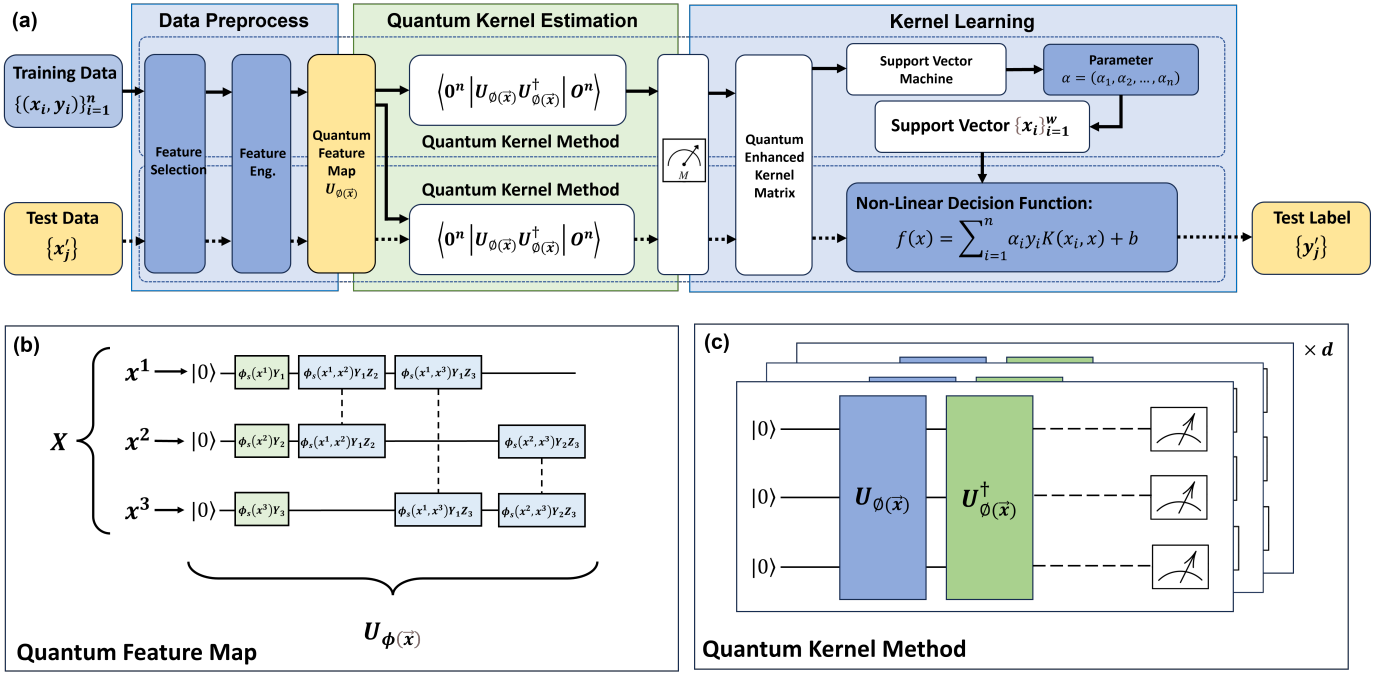 (a)
Data Preprocess
Quantum Kernel Estimation
Kernel Learning
Training Data
{(x_i, y_i)}_{i=1}^n
Feature
Selection
Feature
Eng.
Quantum
Feature
Map
U_{∅(x⃗)}
⟨0^n|U_{∅(x⃗)}U^†_{∅(x⃗)}|O^n⟩
Quantum Kernel Method
M
Quantum
Enhanced
Kernel
Matrix
Support Vector
Machine
Parameter
α = (α_1, α_2, …, α_n)
Support Vector {x_i}_{i=1}^w
Test Data
{x'_j}
Quantum Kernel Method
⟨0^n|U_{∅(x⃗)}U^†_{∅(x⃗)}|O^n⟩
Non-Linear Decision Function:
f(x) = ∑_{i=1}^n α_i y_i K(x_i, x) + b
Test Label
{y'_j}
(b)
X
x^1
|0⟩
ϕ_s(x^1)Y_1
ϕ_s(x^1, x^2)Y_1Z_2
ϕ_s(x^1, x^3)Y_1Z_3
x^2
|0⟩
ϕ_s(x^2)Y_2
ϕ_s(x^1, x^2)Y_1Z_2
ϕ_s(x^2, x^3)Y_2Z_3
x^3
|0⟩
ϕ_s(x^3)Y_3
ϕ_s(x^1, x^3)Y_1Z_3
ϕ_s(x^2, x^3)Y_2Z_3
U_{ϕ(x⃗)}
Quantum Feature Map
(c)
× d
|0⟩
|0⟩
|0⟩
U_{∅(x⃗)}
U^†_{∅(x⃗)}
Quantum Kernel Method